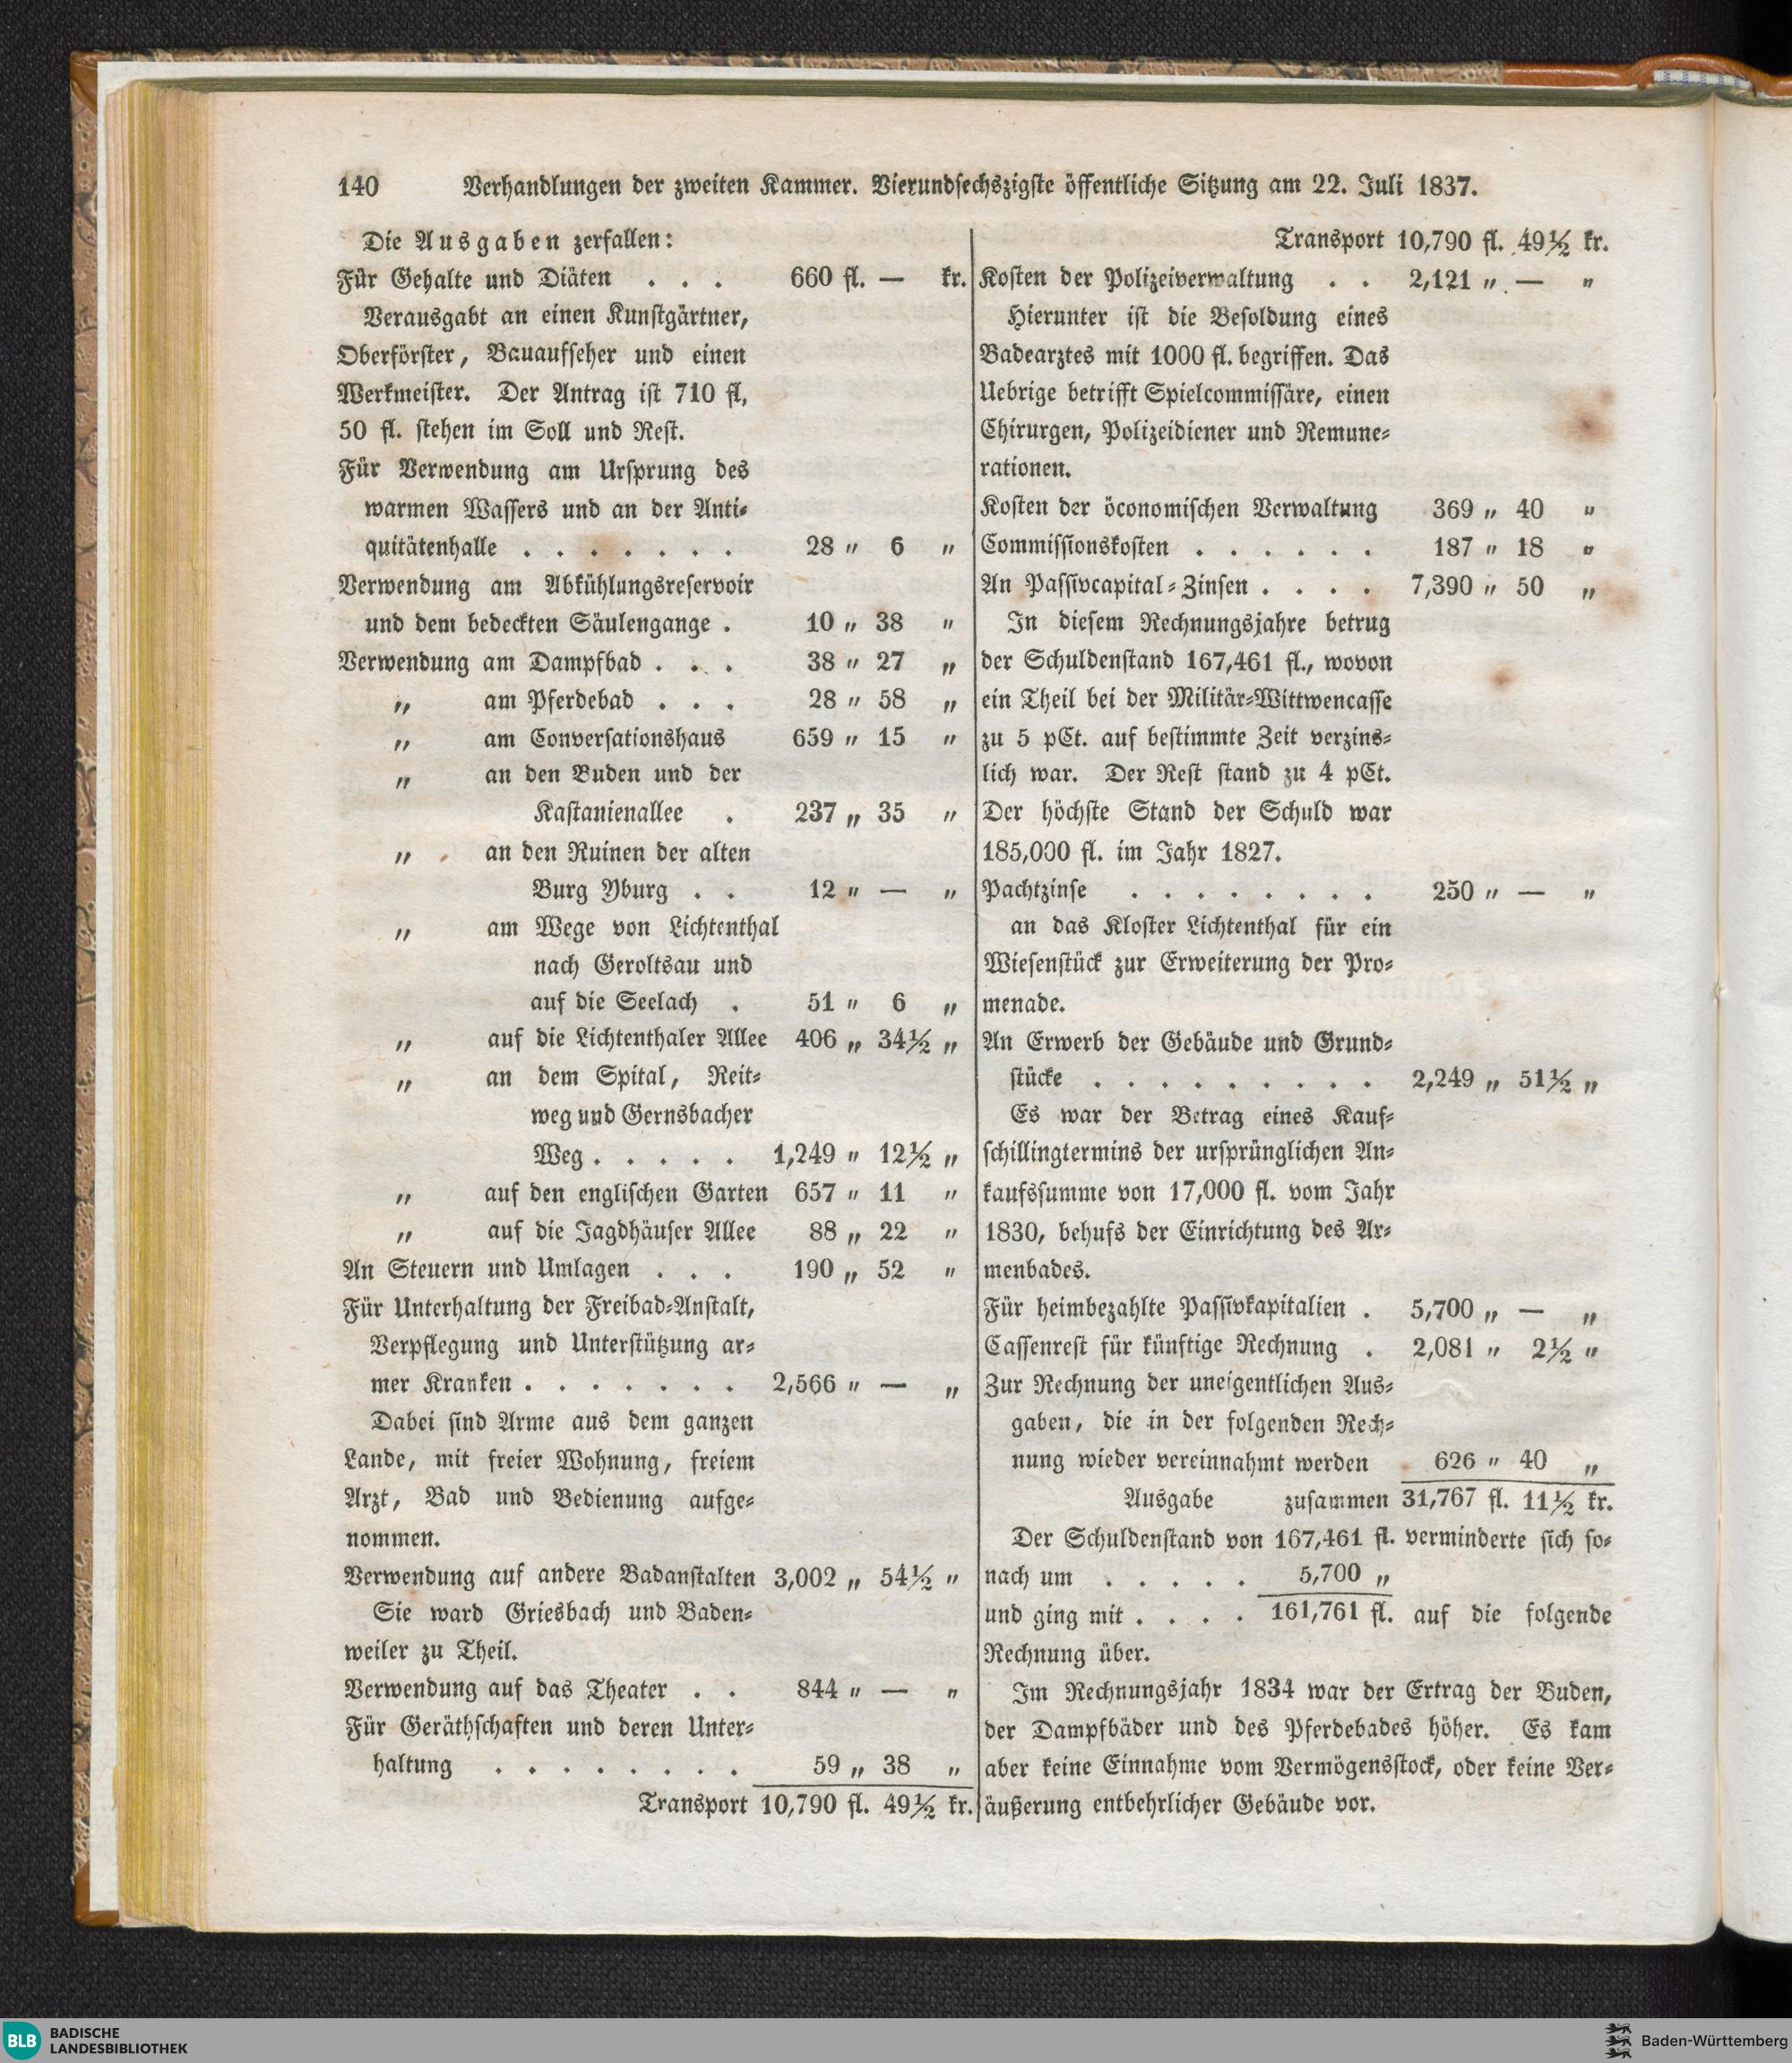 140 Verhandlungen der zweiten Kammer. Vierundsechszigste öffentliche Sitzung am 22. Juli 1837.
Die Ausgaben zerfallen:
Für Gehalte und Diäten . . . 660 fl. — kr.
Verausgabt an einen Kunstgärtner,
Oberförster, Bauaufseher und einen
Werkmeister. Der Antrag ist 710 fl,
50 fl. stehen im Soll und Rest.
Für Verwendung am Ursprung des
warmen Wassers und an der Anti-
quitätenhalle . . . . . . . 28 „ 6 „
Verwendung am Abkühlungsreservoir
und dem bedeckten Säulengange . 10 „ 38 „
Verwendung am Dampfbad . . . 38 „ 27 „
„ am Pferdebad . . . 28 „ 58 „
„ am Conversationshaus 659 „ 15 „
„ an den Buden und der
Kastanienallee . 237 „ 35 „
„ an den Ruinen der alten
Burg Yburg . . 12 „ — „
„ am Wege von Lichtenthal
nach Geroltsau und
auf die Seelach . 51 „ 6 „
„ auf die Lichtenthaler Allee 406 „ 34½ „
„ an dem Spital, Reit-
weg und Gernsbacher
Weg . . . . . 1,249 „ 12½ „
„ auf den englischen Garten 657 „ 11 „
„ auf die Jagdhäuser Allee 88 „ 22 „
An Steuern und Umlagen . . . 190 „ 52 „
Für Unterhaltung der Freibad-Anstalt,
Verpflegung und Unterstützung ar-
mer Kranken . . . . . . . 2,566 „ — „
Dabei sind Arme aus dem ganzen
Lande, mit freier Wohnung, freiem
Arzt, Bad und Bedienung aufge-
nommen.
Verwendung auf andere Badanstalten 3,002 „ 54½ „
Sie ward Griesbach und Baden-
weiler zu Theil.
Verwendung auf das Theater . . 844 „ — „
Für Geräthschaften und deren Unter-
haltung . . . . . . . . 59 „ 38 „
Transport 10,790 fl. 49½ kr.
Transport 10,790 fl. 49½ kr.
Kosten der Polizeiverwaltung . . 2,121 „ — „
Hierunter ist die Besoldung eines
Badearztes mit 1000 fl. begriffen. Das
Uebrige betrifft Spielcommissäre, einen
Chirurgen, Polizeidiener und Remune-
rationen.
Kosten der öconomischen Verwaltung 369 „ 40 „
Commissionskosten . . . . . . 187 „ 18 „
An Passivcapital-Zinsen . . . . 7,390 „ 50 „
In diesem Rechnungsjahre betrug
der Schuldenstand 167,461 fl., wovon
ein Theil bei der Militär-Wittwencasse
zu 5 pCt. auf bestimmte Zeit verzins-
lich war. Der Rest stand zu 4 pCt.
Der höchste Stand der Schuld war
185,000 fl. im Jahr 1827.
Pachtzinse . . . . . . . . 250 „ — „
an das Kloster Lichtenthal für ein
Wiesenstück zur Erweiterung der Pro-
menade.
An Erwerb der Gebäude und Grund-
stücke . . . . . . . . . 2,249 „ 51½ „
Es war der Betrag eines Kauf-
schillingtermins der ursprünglichen An-
kaufssumme von 17,000 fl. vom Jahr
1830, behufs der Einrichtung des Ar-
menbades.
Für heimbezahlte Passivkapitalien . 5,700 „ — „
Cassenrest für künftige Rechnung . 2,081 „ 2½ „
Zur Rechnung der uneigentlichen Aus-
gaben, die in der folgenden Rech-
nung wieder vereinnahmt werden 626 „ 40 „
Ausgabe zusammen 31,767 fl. 11½ kr.
Der Schuldenstand von 167,461 fl. verminderte sich so-
nach um . . . . . 5,700 „
und ging mit . . . . 161,761 fl. auf die folgende
Rechnung über.
Im Rechnungsjahr 1834 war der Ertrag der Buden,
der Dampfbäder und des Pferdebades höher. Es kam
aber keine Einnahme vom Vermögensstock, oder keine Ver-
äußerung entbehrlicher Gebäude vor.
BLB BADISCHE
LANDESBIBLIOTHEK
Baden-Württemberg